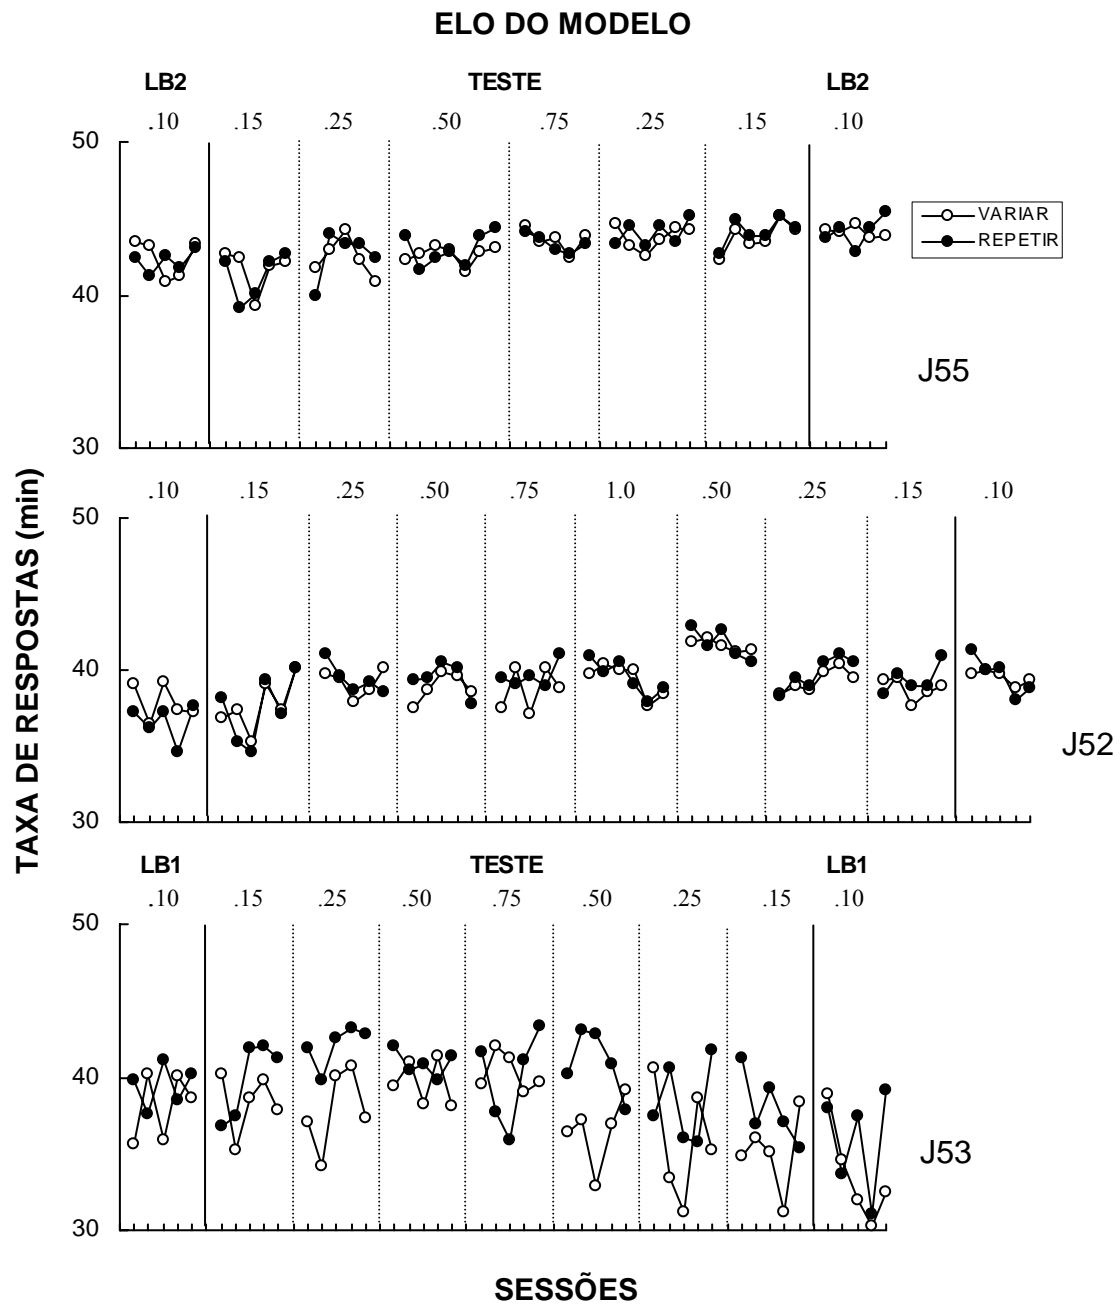 ELO DO MODELO
LB2 TESTE LB2
.10 .15 .25 .50 .75 .25 .15 .10
50
40
30
VARIAR
REPETIR
J55
.10 .15 .25 .50 .75 1.0 .50 .25 .15 .10
50
40
30
J52
TAXA DE RESPOSTAS (min)
LB1 TESTE LB1
.10 .15 .25 .50 .75 .50 .25 .15 .10
50
40
30
J53
SESSÕES